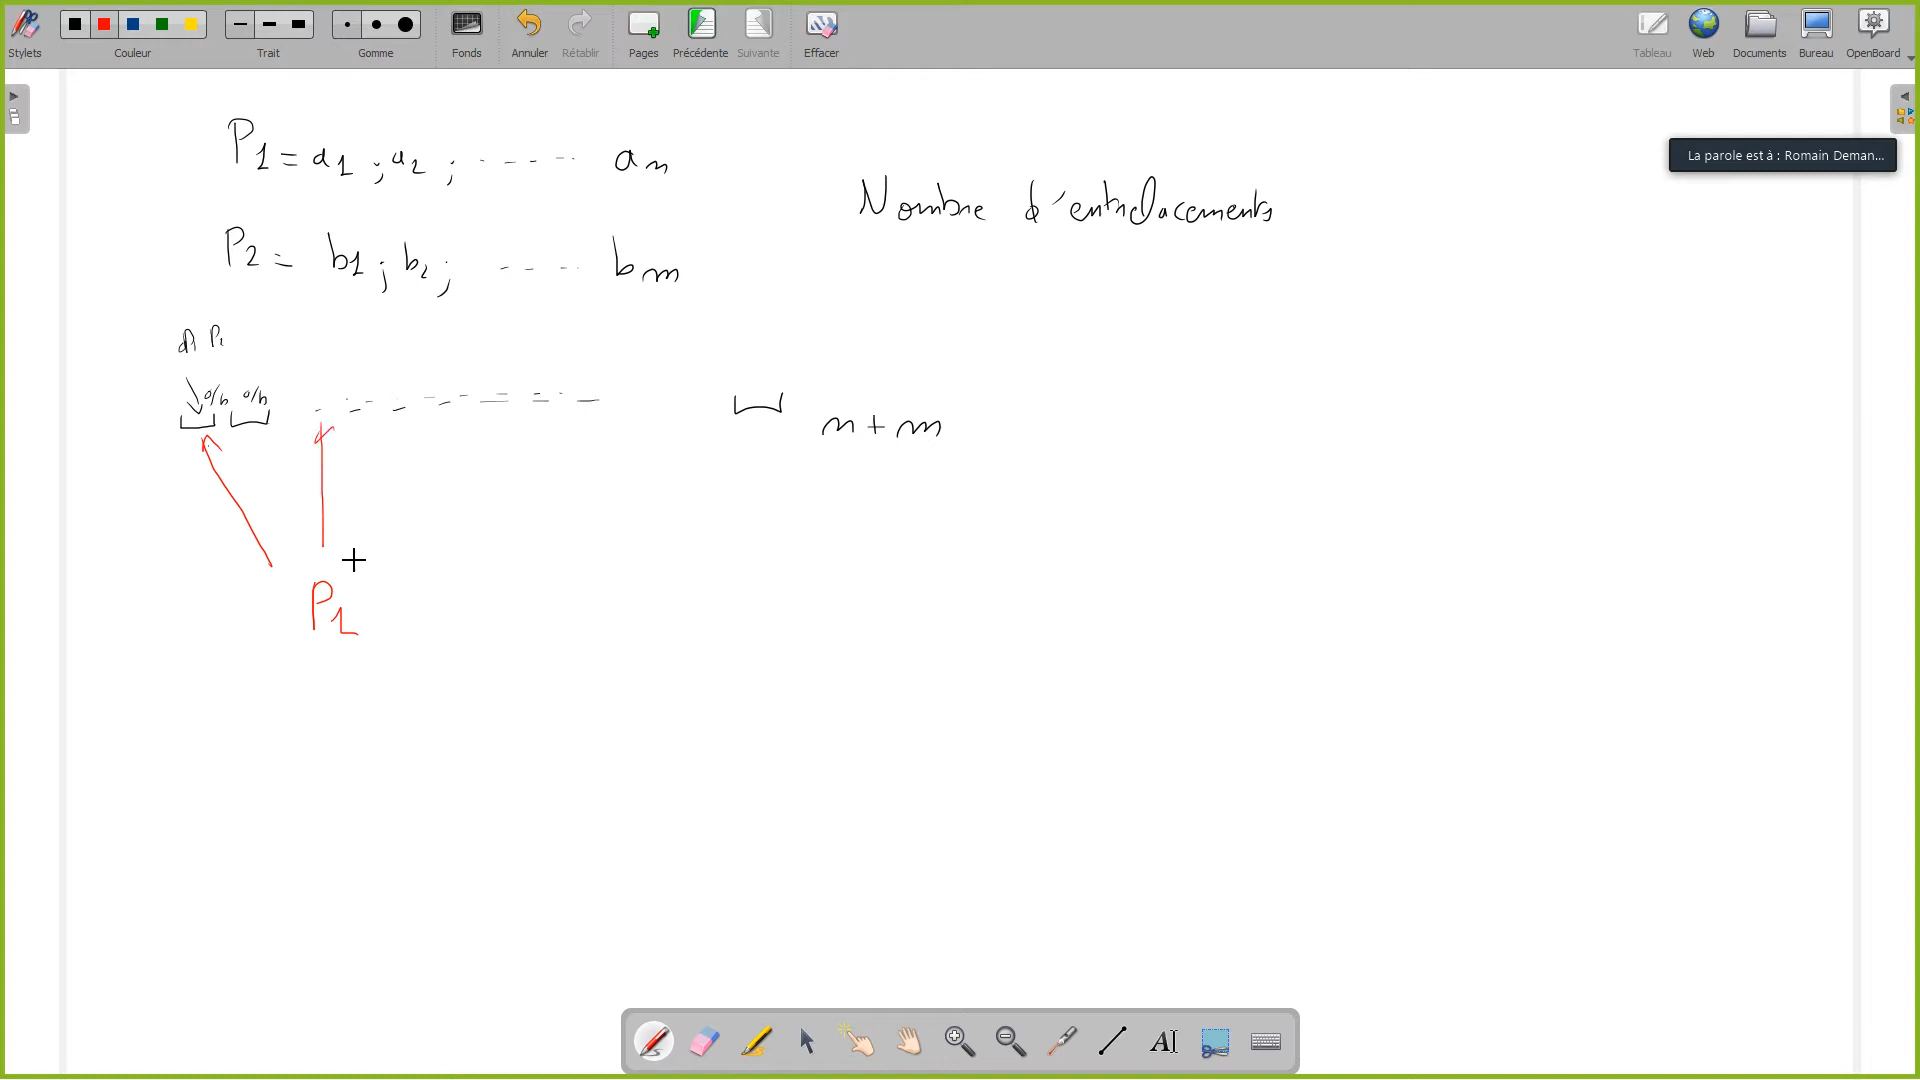 Stylets Couleur Trait Gomme Fonds Annuler Rétablir Pages Précédente Suivante Effacer Tableau Web Documents Bureau OpenBoard
La parole est à : Romain Deman...
P1 = a1 ; a2 ; ------ an
Nombre d'entrelacements
P2 = b1 ; b2 ; ----- bm
P1
a/b a/b
n + m
P1